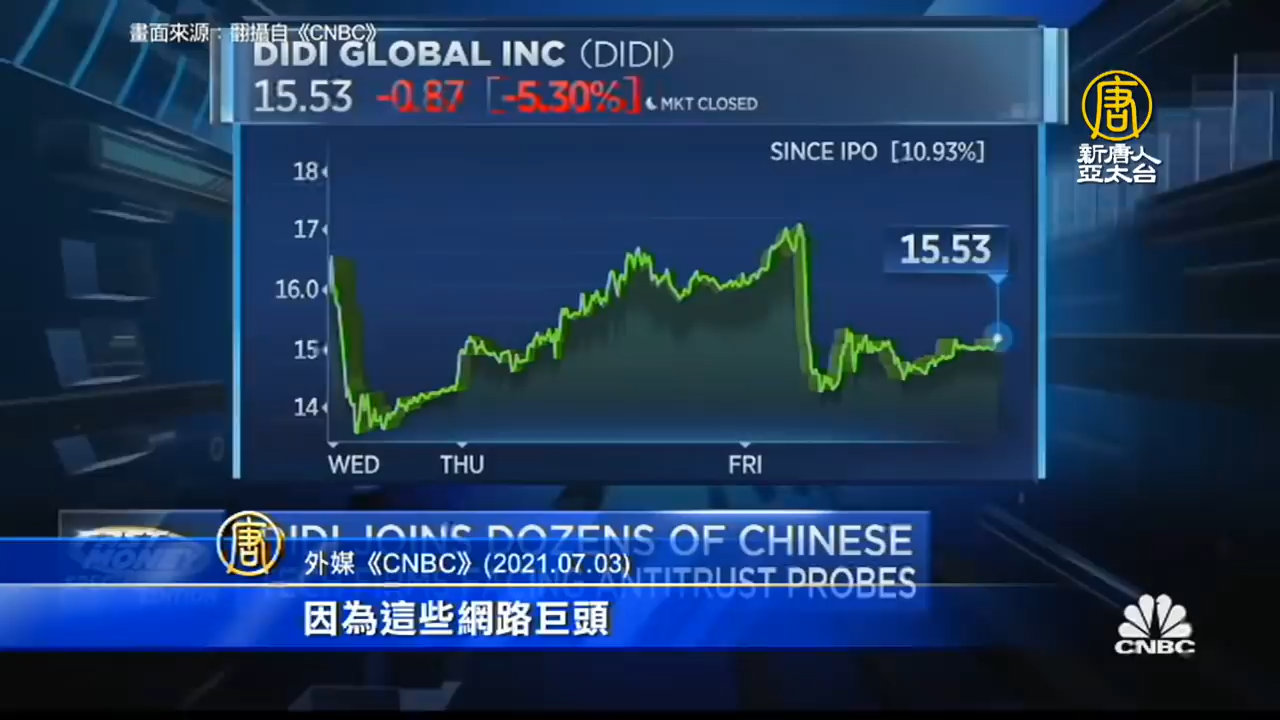 畫面來源：翻攝自《CNBC》
DIDI GLOBAL INC (DIDI)
15.53 -0.87 [-5.30%] MKT CLOSED
唐
新唐人
亞太台
SINCE IPO [10.93%]
18
17
16.0
15
14
15.53
WED THU FRI
DIDI JOINS DOZENS OF CHINESE
ANTITRUST PROBES
唐
外媒《CNBC》(2021.07.03)
因為這些網路巨頭
CNBC